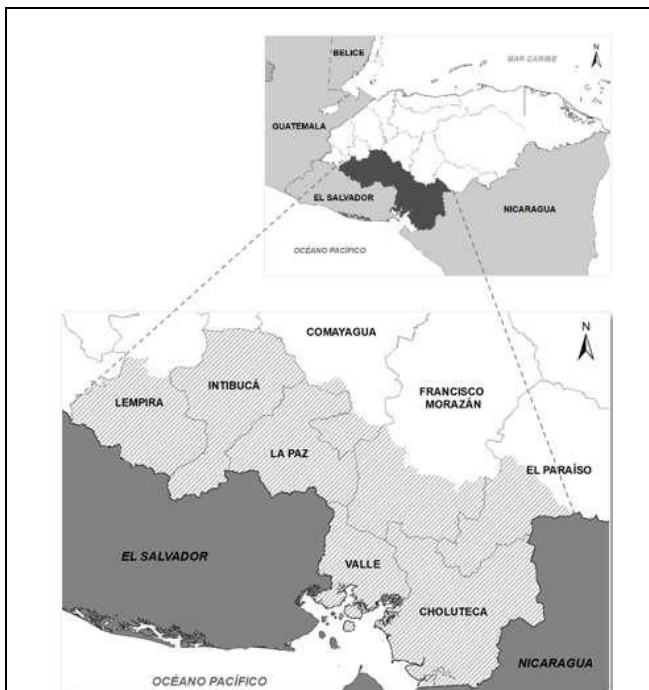 N
BELICE
MAR CARIBE
GUATEMALA
EL SALVADOR
NICARAGUA
OCÉANO PACÍFICO
N
COMAYAGUA
INTIBUCÁ
FRANCISCO
MORAZÁN
LEMPIRA
LA PAZ
EL PARAÍSO
EL SALVADOR
VALLE
CHOLUTECA
NICARAGUA
OCÉANO PACÍFICO